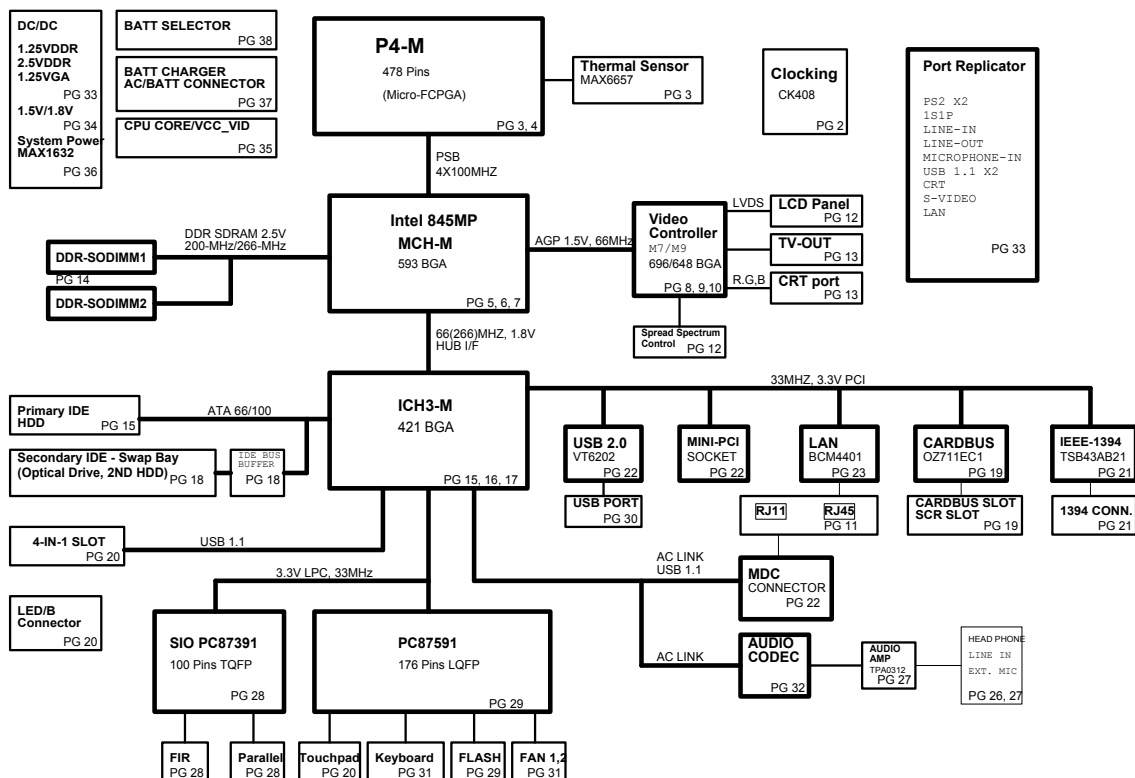 DC/DC
1.25VDDR
2.5VDDR
1.25VGA
PG 33
1.5V/1.8V
PG 34
System Power
MAX1632
PG 36
BATT SELECTOR
PG 38
BATT CHARGER
AC/BATT CONNECTOR
PG 37
CPU CORE/VCC_VID
PG 35
P4-M
478 Pins
(Micro-FCPGA)
PG 3, 4
Thermal Sensor
MAX6657
PG 3
Clocking
CK408
PG 2
Port Replicator
PS2 X2
1S1P
LINE-IN
LINE-OUT
MICROPHONE-IN
USB 1.1 X2
CRT
S-VIDEO
LAN
PG 33
PSB
4X100MHZ
Intel 845MP
MCH-M
593 BGA
PG 5, 6, 7
DDR SDRAM 2.5V
200-MHz/266-MHz
DDR-SODIMM1
PG 14
DDR-SODIMM2
AGP 1.5V, 66MHz
Video
Controller
M7/M9
696/648 BGA
PG 8, 9,10
LVDS
LCD Panel
PG 12
TV-OUT
PG 13
R.G,B
CRT port
PG 13
Spread Spectrum
Control
PG 12
66(266)MHZ, 1.8V
HUB I/F
ICH3-M
421 BGA
PG 15, 16, 17
33MHZ, 3.3V PCI
Primary IDE
HDD
PG 15
ATA 66/100
Secondary IDE - Swap Bay
(Optical Drive, 2ND HDD)
PG 18
IDE BUS
BUFFER
PG 18
USB 2.0
VT6202
PG 22
USB PORT
PG 30
MINI-PCI
SOCKET
PG 22
LAN
BCM4401
PG 23
RJ11
RJ45
PG 11
CARDBUS
OZ711EC1
PG 19
CARDBUS SLOT
SCR SLOT
PG 19
IEEE-1394
TSB43AB21
PG 21
1394 CONN.
PG 21
4-IN-1 SLOT
PG 20
USB 1.1
AC LINK
USB 1.1
MDC
CONNECTOR
PG 22
3.3V LPC, 33MHz
LED/B
Connector
PG 20
SIO PC87391
100 Pins TQFP
PG 28
PC87591
176 Pins LQFP
PG 29
AC LINK
AUDIO
CODEC
PG 32
AUDIO
AMP
TPA0312
PG 27
HEAD PHONE
LINE IN
EXT. MIC
PG 26, 27
FIR
PG 28
Parallel
PG 28
Touchpad
PG 20
Keyboard
PG 31
FLASH
PG 29
FAN 1,2
PG 31